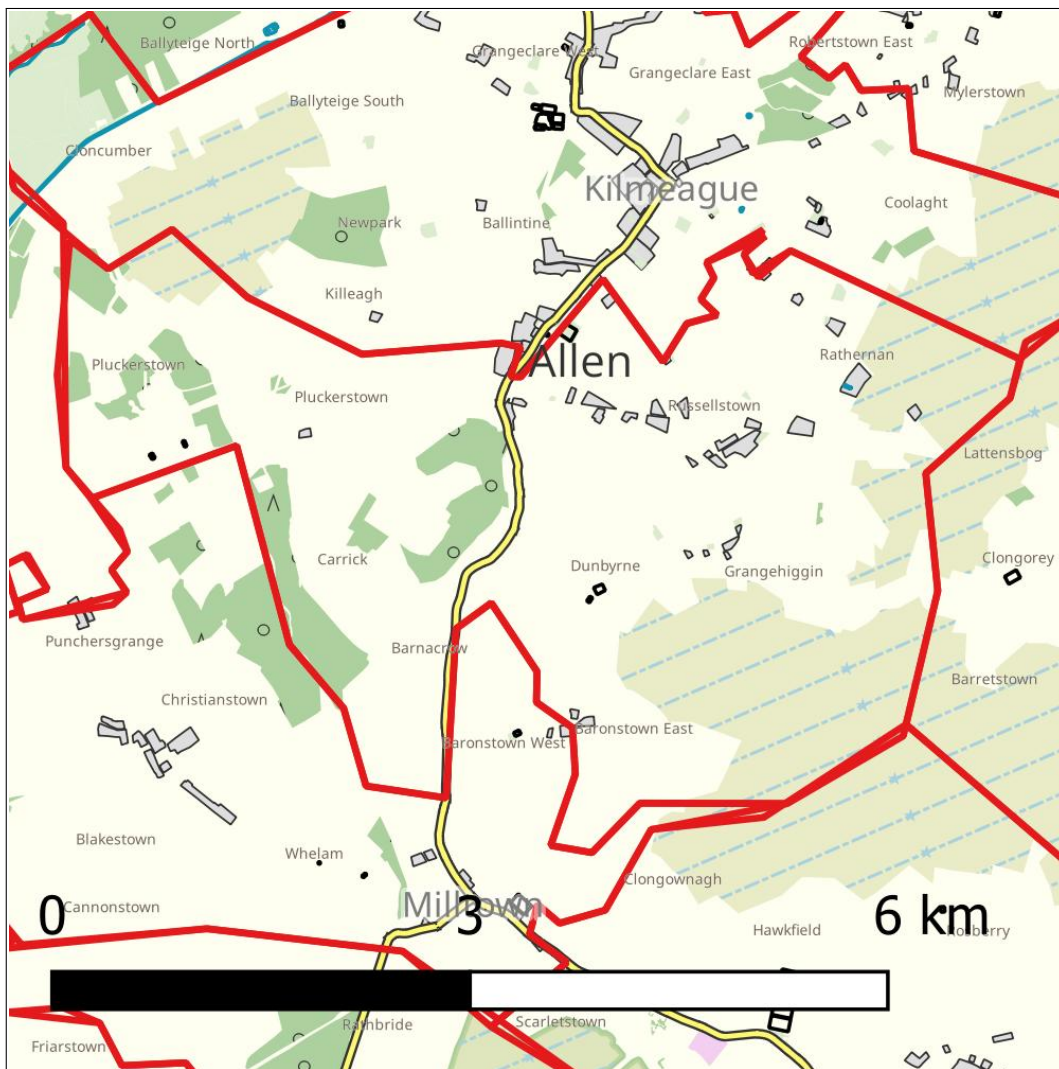 Ballyteige North
Grangeclare West
Robertstown East
Grangeclare East
Mylerstown
Ballyteige South
Cloncumber
Kilmeague
Coolaght
Newpark
Ballintine
Killeagh
Rathernan
Allen
Pluckerstown
Pluckerstown
Russellstown
Lattensbog
Carrick
Dunbyrne
Grangehiggin
Clongorey
Punchersgrange
Barnacrow
Barretstown
Christianstown
Baronstown East
Baronstown West
Blakestown
Whelam
Clongownagh
Cannonstown
Milltown
0
3
6 km
Hawkfield
Rosberry
Rathbride
Scarletstown
Friarstown